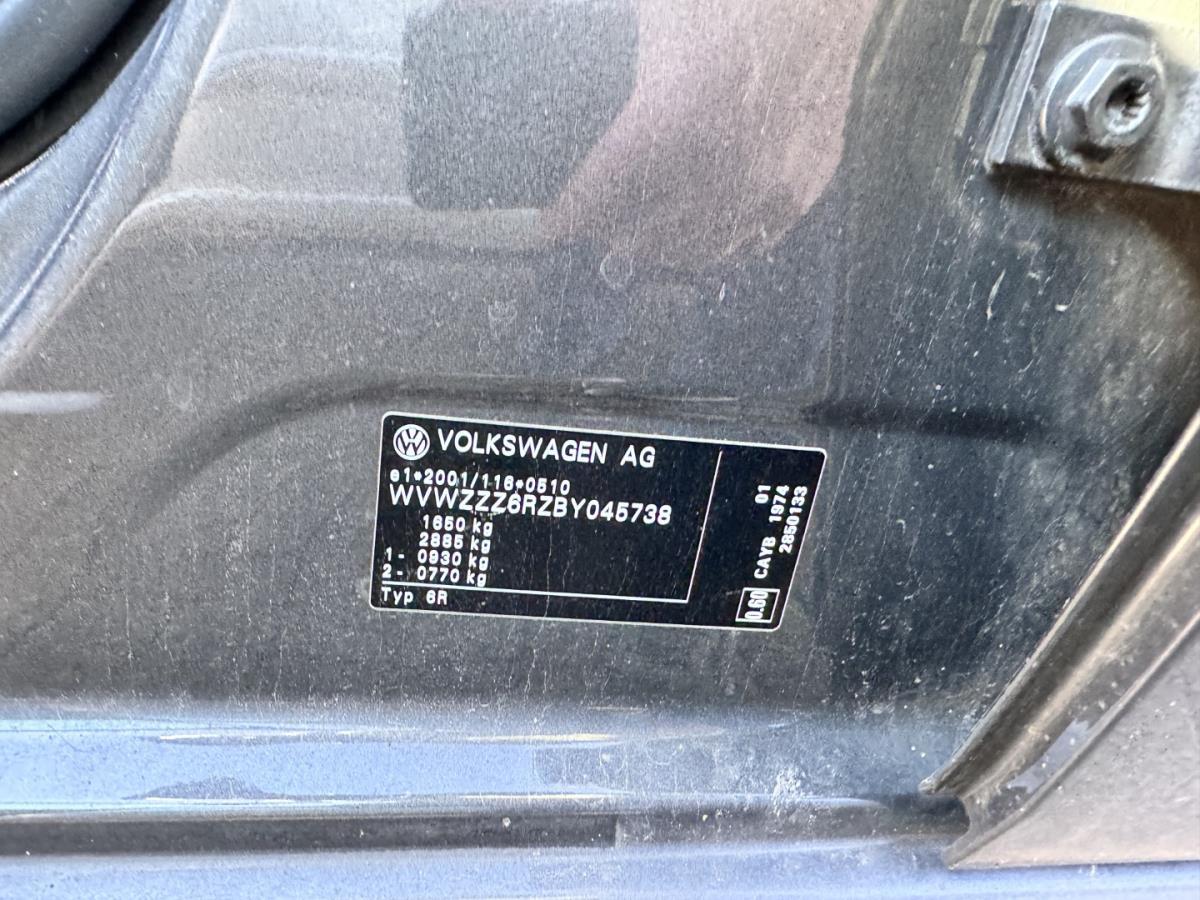 VOLKSWAGEN AG
e1*2001/116*0510
WVWZZZ6RZBY045738
1650 kg
2885 kg
1- 0930 kg
2- 0770 kg
Typ 6R
01
CAYB 1974
2850133
0.60